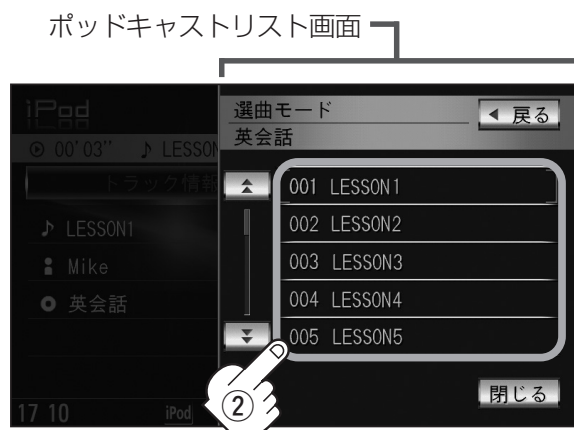 ポッドキャストリスト画面
iPod
00'03'' ♪ LESSON
トラック情報
♪ LESSON1
Mike
英会話
17 10
iPod
選曲モード
◀ 戻る
英会話
001 LESSON1
002 LESSON2
003 LESSON3
004 LESSON4
005 LESSON5
閉じる
②